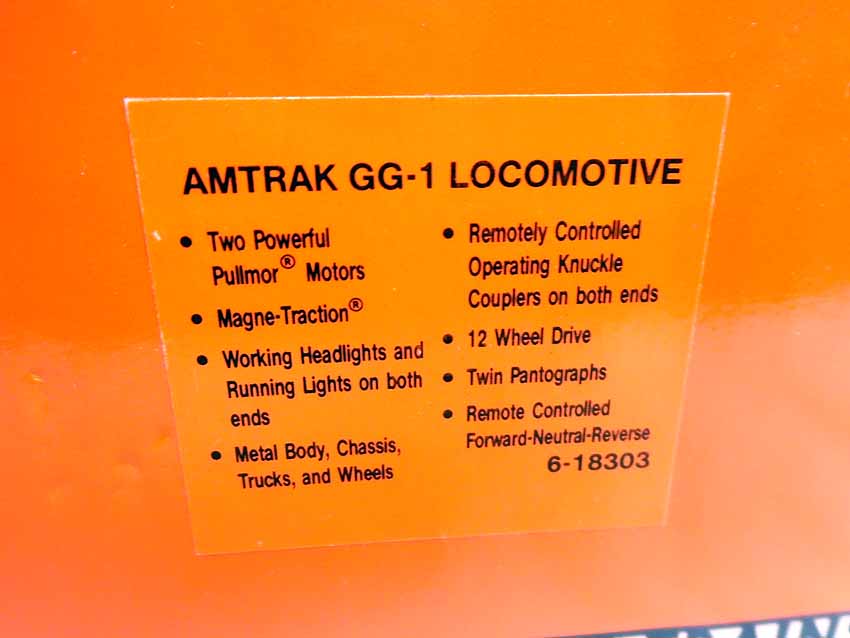 AMTRAK GG-1 LOCOMOTIVE
• Two Powerful
Pullmor® Motors
• Magne-Traction®
• Working Headlights and
Running Lights on both
ends
• Metal Body, Chassis,
Trucks, and Wheels
• Remotely Controlled
Operating Knuckle
Couplers on both ends
• 12 Wheel Drive
• Twin Pantographs
• Remote Controlled
Forward-Neutral-Reverse
6-18303